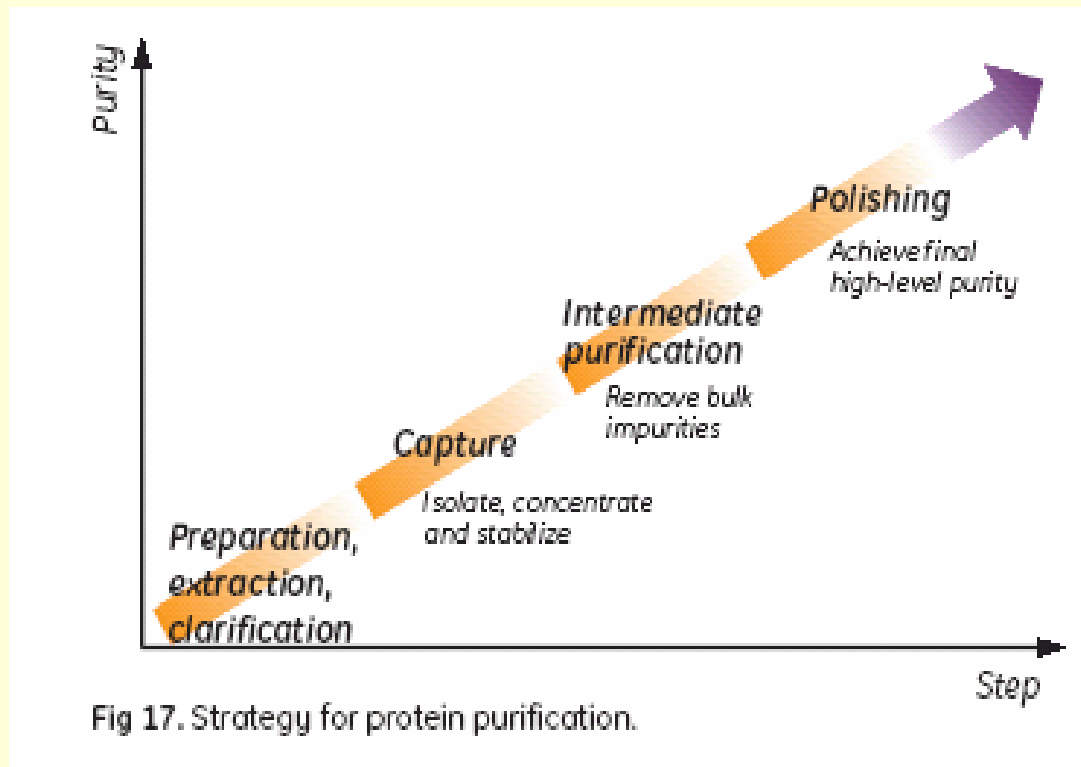 Purity
Polishing
Achieve final
high-level purity
Intermediate
purification
Remove bulk
impurities
Capture
Isolate, concentrate
and stabilize
Preparation,
extraction,
clarification
Step
Fig 17. Strategy for protein purification.